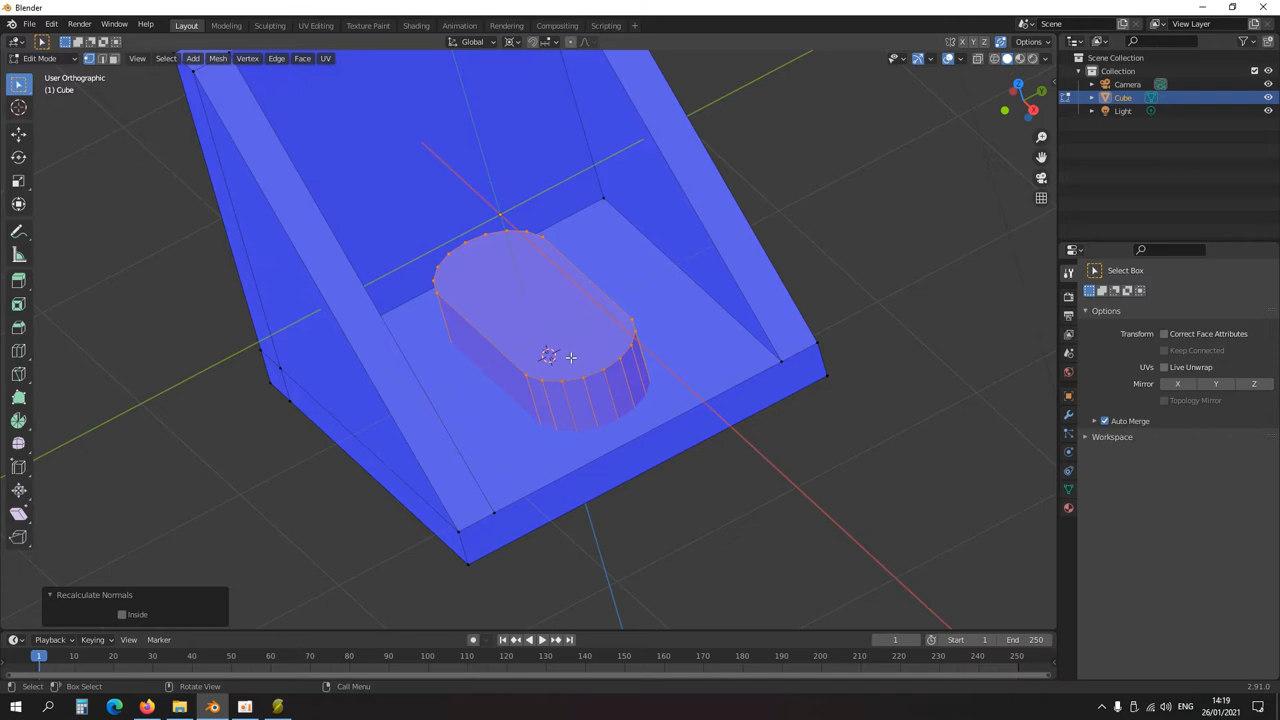 Blender
File Edit Render Window Help Layout Modeling Sculpting UV Editing Texture Paint Shading Animation Rendering Compositing Scripting + Scene View Layer
Global Options
Edit Mode View Select Add Mesh Vertex Edge Face UV X Y Z
User Orthographic
(1) Cube
Scene Collection
Collection
Camera
Cube
Light
Select Box
Options
Transform Correct Face Attributes
Keep Connected
UVs Live Unwrap
Mirror X Y Z
Topology Mirror
Auto Merge
Workspace
Z
Y
X
Recalculate Normals
Inside
Playback Keying View Marker 1 Start 1 End 250
1 10 20 30 40 50 60 70 80 90 100 110 120 130 140 150 160 170 180 190 200 210 220 230 240 250
Select Box Select Rotate View Call Menu 2.91.0
ENG 14:19
26/01/2021